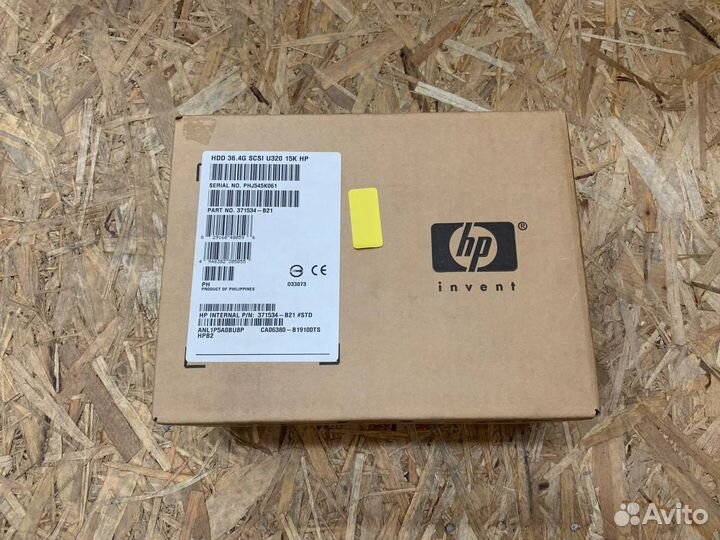 HDD 36.4G SCSI U320 15K HP
SERIAL NO. PHJ545K061
PART NO. 371534-B21
PH
PRODUCT OF PHILIPPINES
D33073
HP INTERNAL P/N: 371534-B21 #STD
ANL1P5A0BU8P CA06380-B19100TS
HPB2
hp ®
invent
Avito